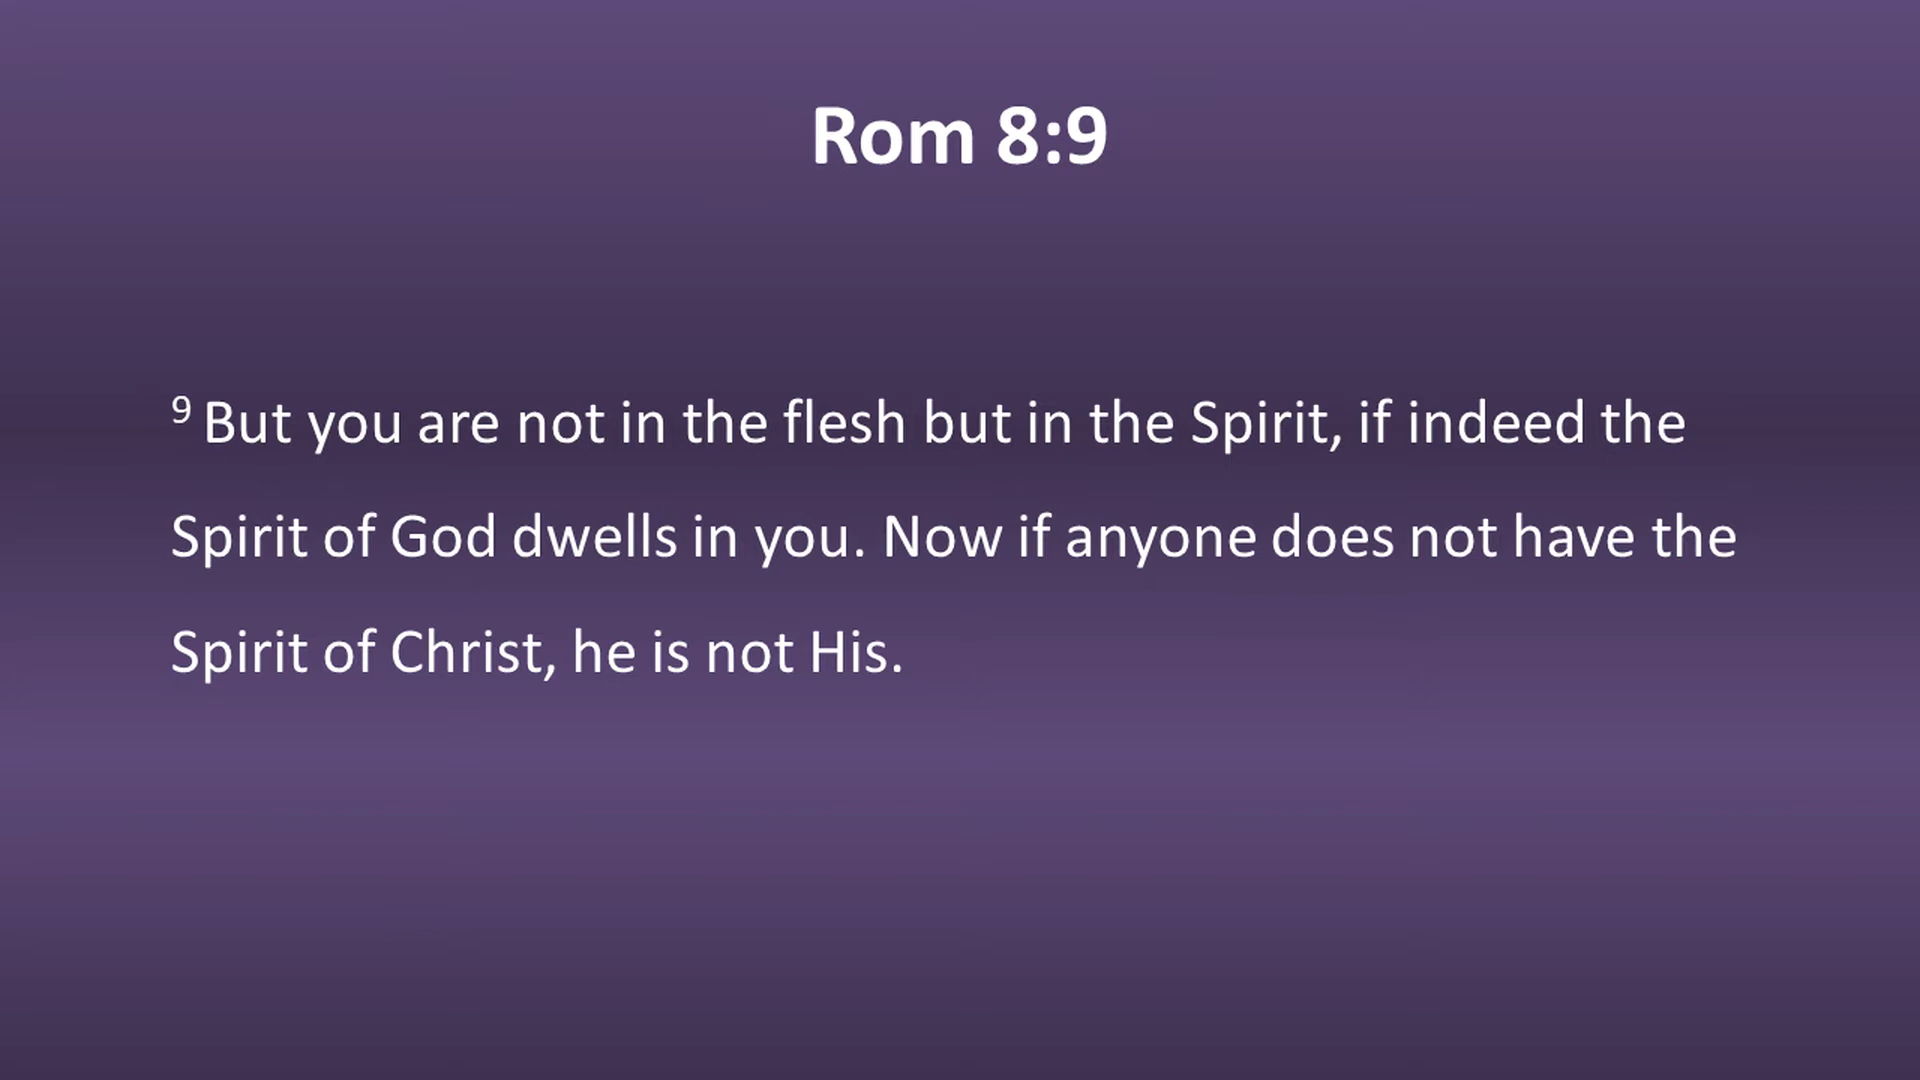 Rom 8:9
9 But you are not in the flesh but in the Spirit, if indeed the
Spirit of God dwells in you. Now if anyone does not have the
Spirit of Christ, he is not His.